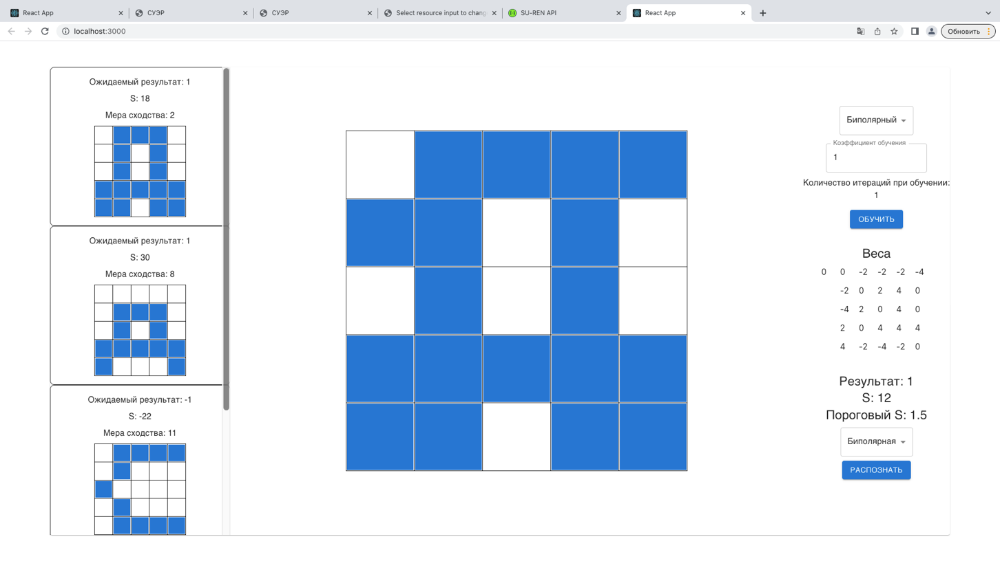 React App
СУЭР
СУЭР
Select resource input to chang
SU-REN API
React App
localhost:3000
Обновить
Ожидаемый результат: 1
S: 18
Мера сходства: 2
Ожидаемый результат: 1
S: 30
Мера сходства: 8
Ожидаемый результат: -1
S: -22
Мера сходства: 11
Биполярный
Коэффициент обучения
1
Количество итераций при обучении:
1
ОБУЧИТЬ
Веса
0 0 -2 -2 -2 -4
-2 0 2 4 0
-4 2 0 4 0
2 0 4 4 4
4 -2 -4 -2 0
Результат: 1
S: 12
Пороговый S: 1.5
Биполярная
РАСПОЗНАТЬ